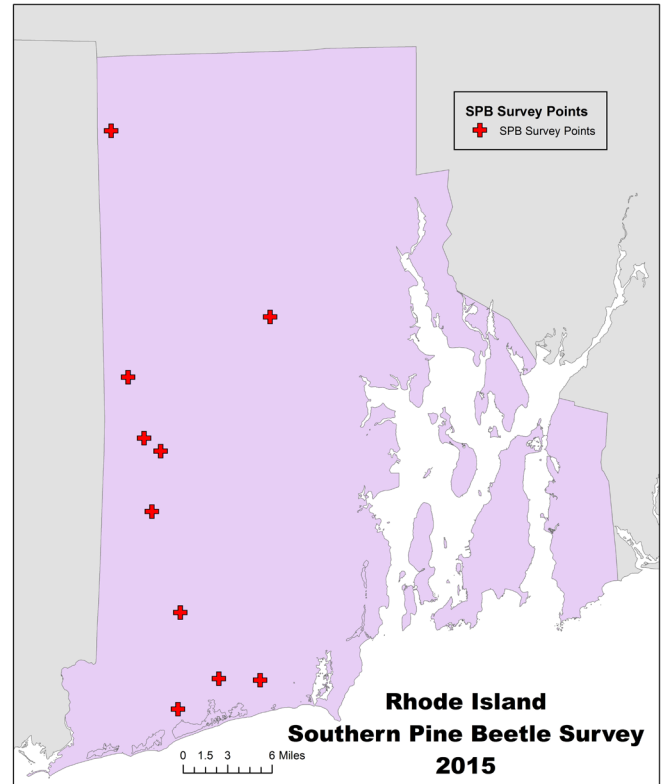 SPB Survey Points
SPB Survey Points
Rhode Island
Southern Pine Beetle Survey
2015
0 1.5 3 6 Miles